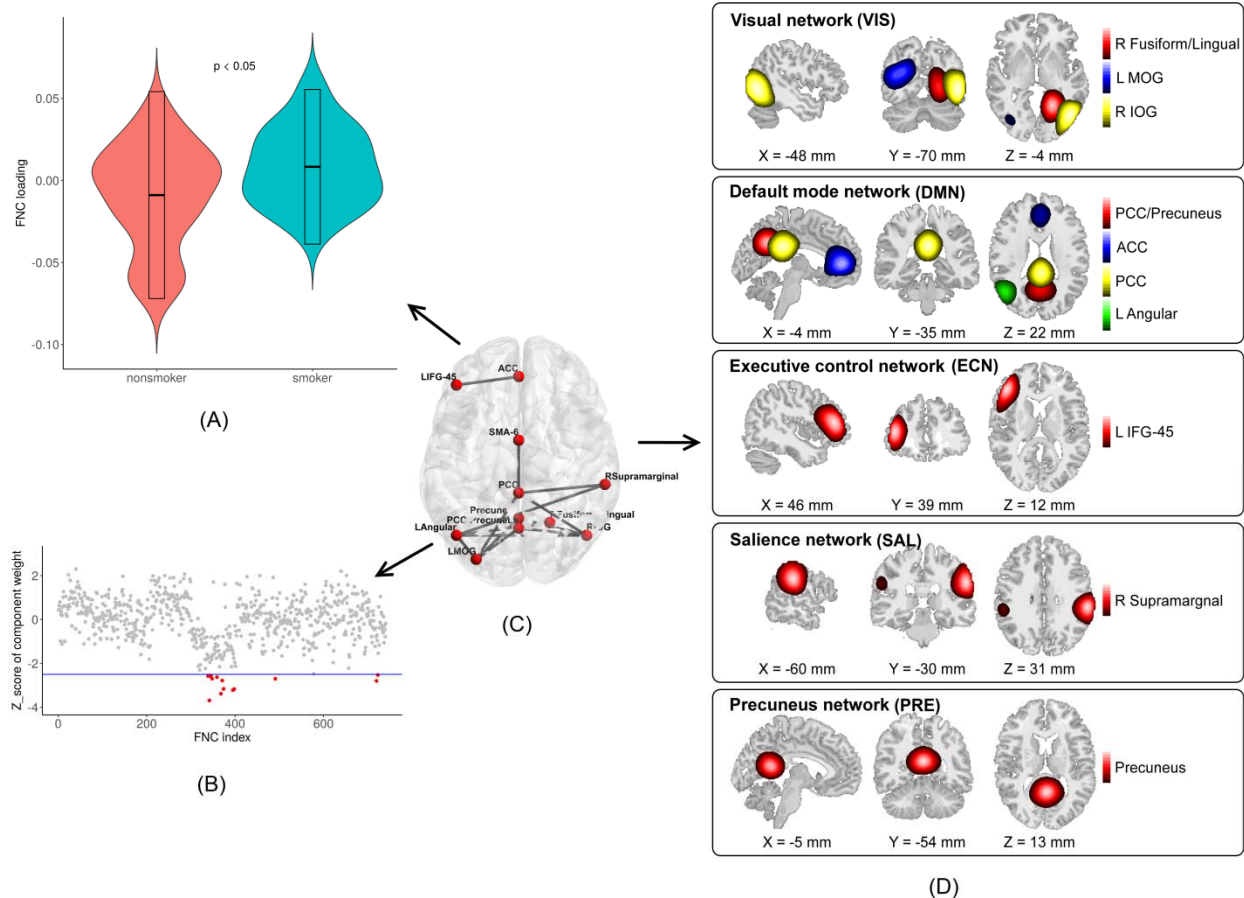 p < 0.05
0.05
0.00
-0.05
-0.10
FNC loading
nonsmoker
smoker
(A)
2
0
-2
-4
Z_score of component weight
0
200
400
600
FNC index
(B)
ACC
LIFG-45
SMA-6
PCC
RSupramarginal
Precune
PCC
Fusiform
Lingual
LAngular
LMOG
(C)
Visual network (VIS)
R Fusiform/Lingual
L MOG
R IOG
X = -48 mm
Y = -70 mm
Z = -4 mm
Default mode network (DMN)
PCC/Precuneus
ACC
PCC
L Angular
X = -4 mm
Y = -35 mm
Z = 22 mm
Executive control network (ECN)
L IFG-45
X = 46 mm
Y = 39 mm
Z = 12 mm
Salience network (SAL)
R Supramargnal
X = -60 mm
Y = -30 mm
Z = 31 mm
Precuneus network (PRE)
Precuneus
X = -5 mm
Y = -54 mm
Z = 13 mm
(D)